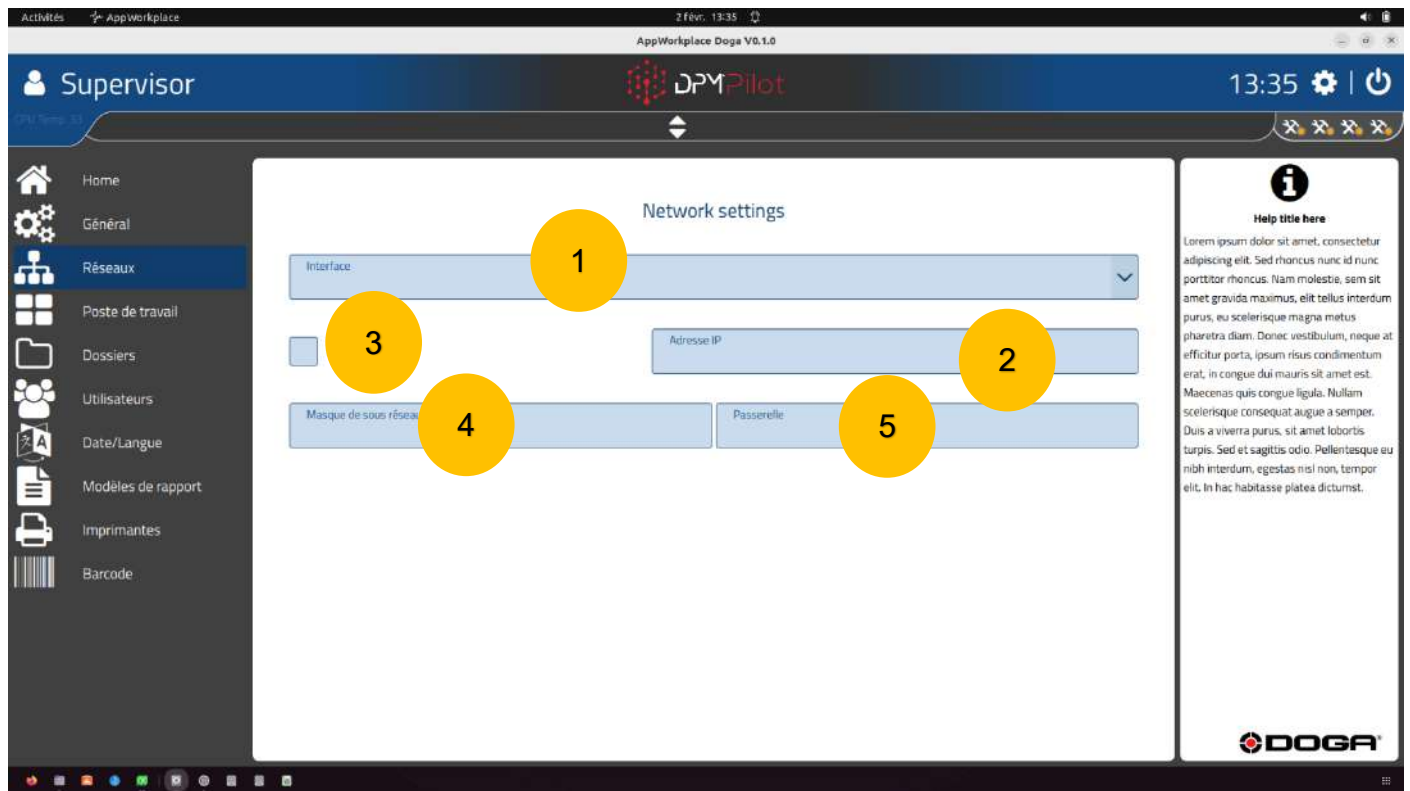 Activités AppWorkplace 2 févr. 13:35
AppWorkplace Doga V0.1.0
Supervisor DPMPilot 13:35
CPU Temp: 53
Home
Général
Réseaux
Poste de travail
Dossiers
Utilisateurs
Date/Langue
Modèles de rapport
Imprimantes
Barcode
Network settings
Interface
1
3
Adresse IP
2
Masque de sous réseau
4
Passerelle
5
Help title here
Lorem ipsum dolor sit amet, consectetur
adipiscing elit. Sed rhoncus nunc id nunc
porttitor rhoncus. Nam molestie, sem sit
amet gravida maximus, elit tellus interdum
purus, eu scelerisque magna metus
pharetra diam. Donec vestibulum, neque at
efficitur porta, ipsum risus condimentum
erat, in congue dui mauris sit amet est.
Maecenas quis congue ligula. Nullam
scelerisque consequat augue a semper.
Duis a viverra purus, sit amet lobortis
turpis. Sed et sagittis odio. Pellentesque eu
nibh interdum, egestas nisl non, tempor
elit. In hac habitasse platea dictumst.
DOGA